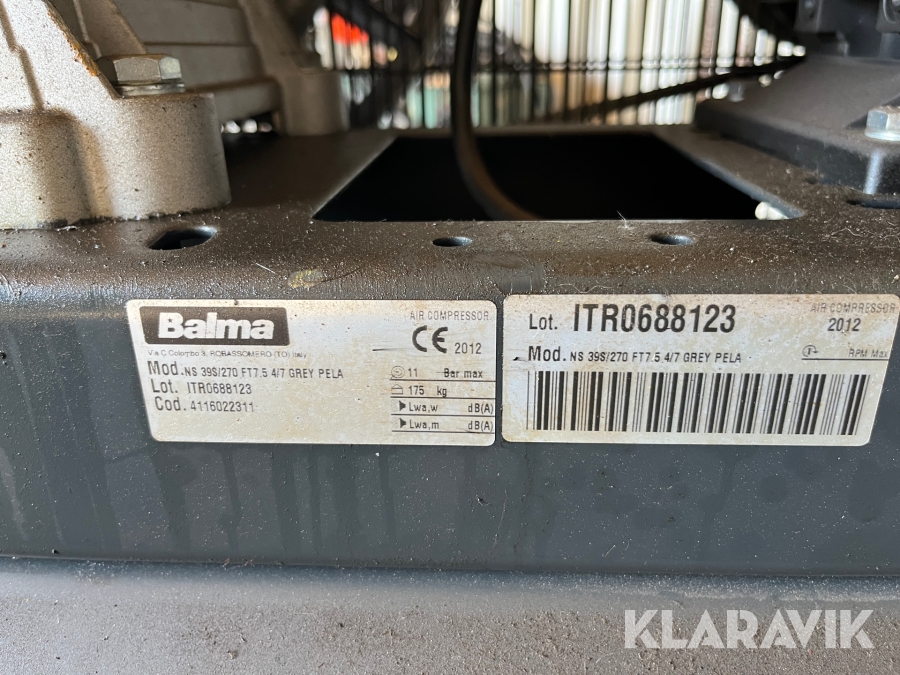 Balma
AIR COMPRESSOR
CE 2012
Via C.Colombo 3, ROBASSOMERO (TO) Italy
Mod. NS 39S/270 FT7.5 4/7 GREY PELA
11 Bar max
Lot. ITR0688123
175 kg
Cod. 4116022311
Lwa,w dB(A)
Lwa,m dB(A)
Lot. ITR0688123
AIR COMPRESSOR
2012
Mod. NS 39S/270 FT7.5 4/7 GREY PELA
RPM Max
KLARAVIK